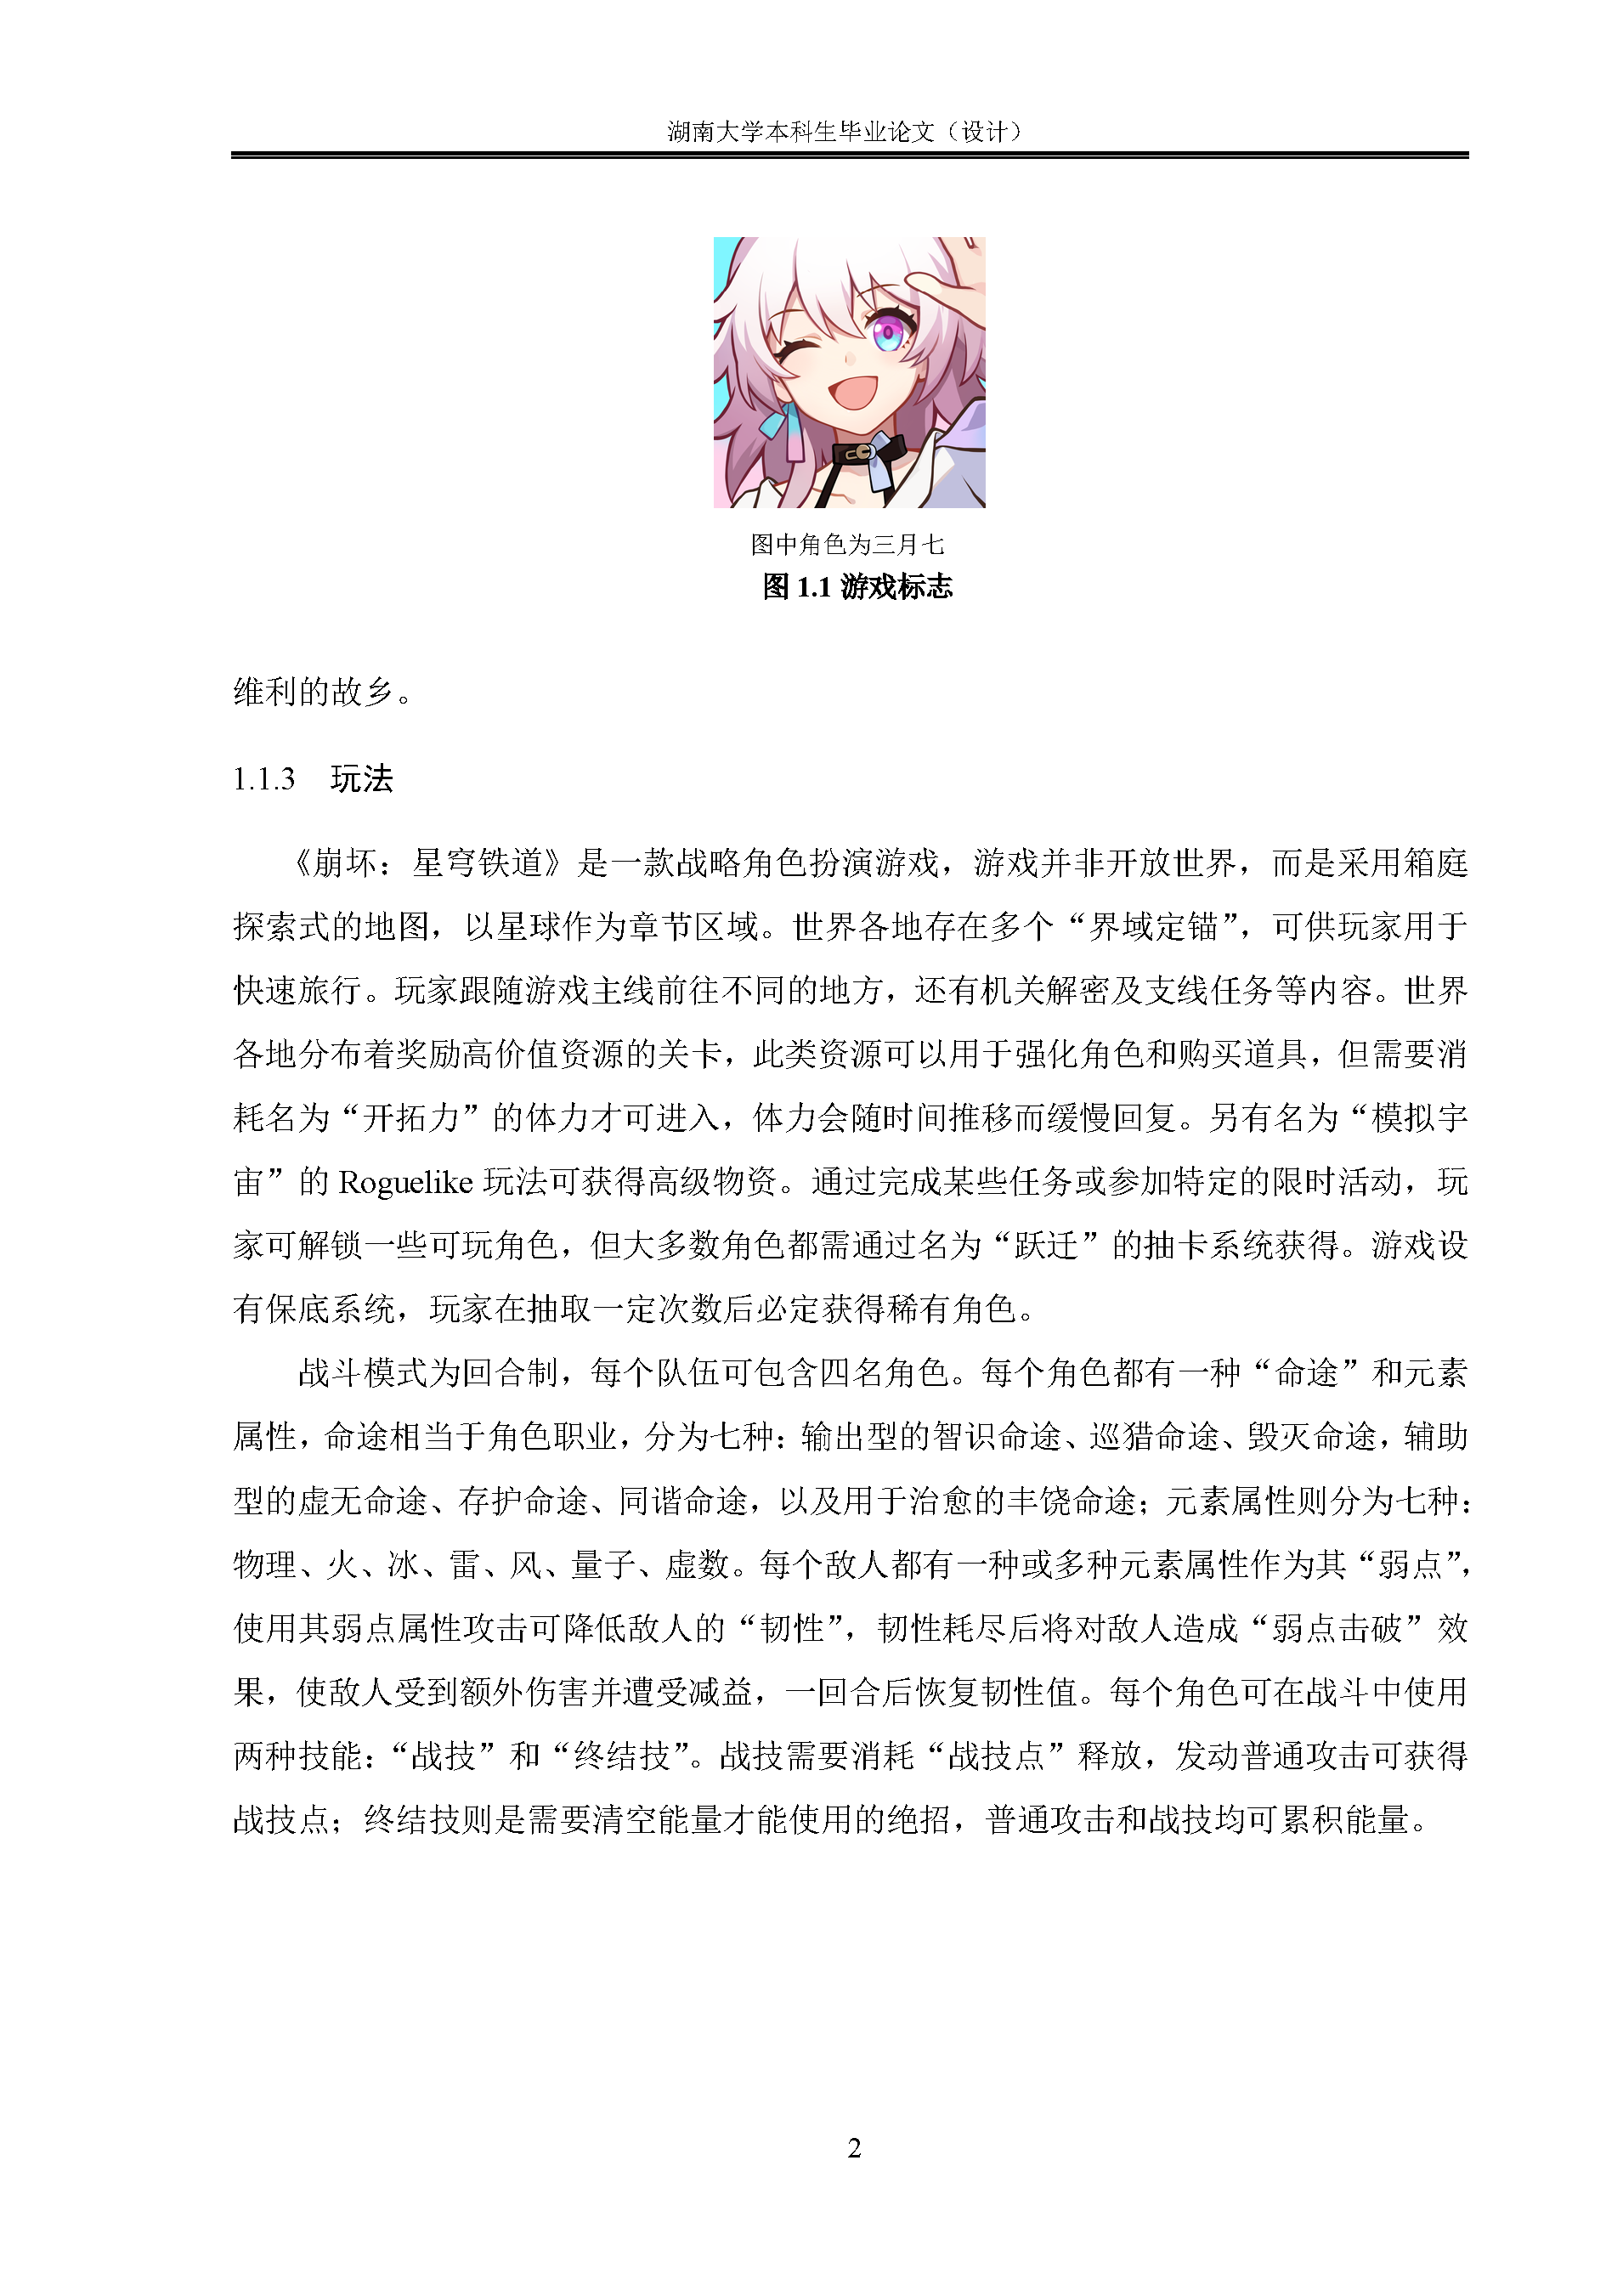 湖南大学本科生毕业论文（设计）
图中角色为三月七
图 1.1 游戏标志
维利的故乡。
1.1.3 玩法
《崩坏：星穹铁道》是一款战略角色扮演游戏，游戏并非开放世界，而是采用箱庭
探索式的地图，以星球作为章节区域。世界各地存在多个“界域定锚”，可供玩家用于
快速旅行。玩家跟随游戏主线前往不同的地方，还有机关解密及支线任务等内容。世界
各地分布着奖励高价值资源的关卡，此类资源可以用于强化角色和购买道具，但需要消
耗名为“开拓力”的体力才可进入，体力会随时间推移而缓慢回复。另有名为“模拟宇
宙”的 Roguelike 玩法可获得高级物资。通过完成某些任务或参加特定的限时活动，玩
家可解锁一些可玩角色，但大多数角色都需通过名为“跃迁”的抽卡系统获得。游戏设
有保底系统，玩家在抽取一定次数后必定获得稀有角色。
战斗模式为回合制，每个队伍可包含四名角色。每个角色都有一种“命途”和元素
属性，命途相当于角色职业，分为七种：输出型的智识命途、巡猎命途、毁灭命途，辅助
型的虚无命途、存护命途、同谐命途，以及用于治愈的丰饶命途；元素属性则分为七种：
物理、火、冰、雷、风、量子、虚数。每个敌人都有一种或多种元素属性作为其“弱点”，
使用其弱点属性攻击可降低敌人的“韧性”，韧性耗尽后将对敌人造成“弱点击破”效
果，使敌人受到额外伤害并遭受减益，一回合后恢复韧性值。每个角色可在战斗中使用
两种技能：“战技”和“终结技”。战技需要消耗“战技点”释放，发动普通攻击可获得
战技点；终结技则是需要清空能量才能使用的绝招，普通攻击和战技均可累积能量。
2